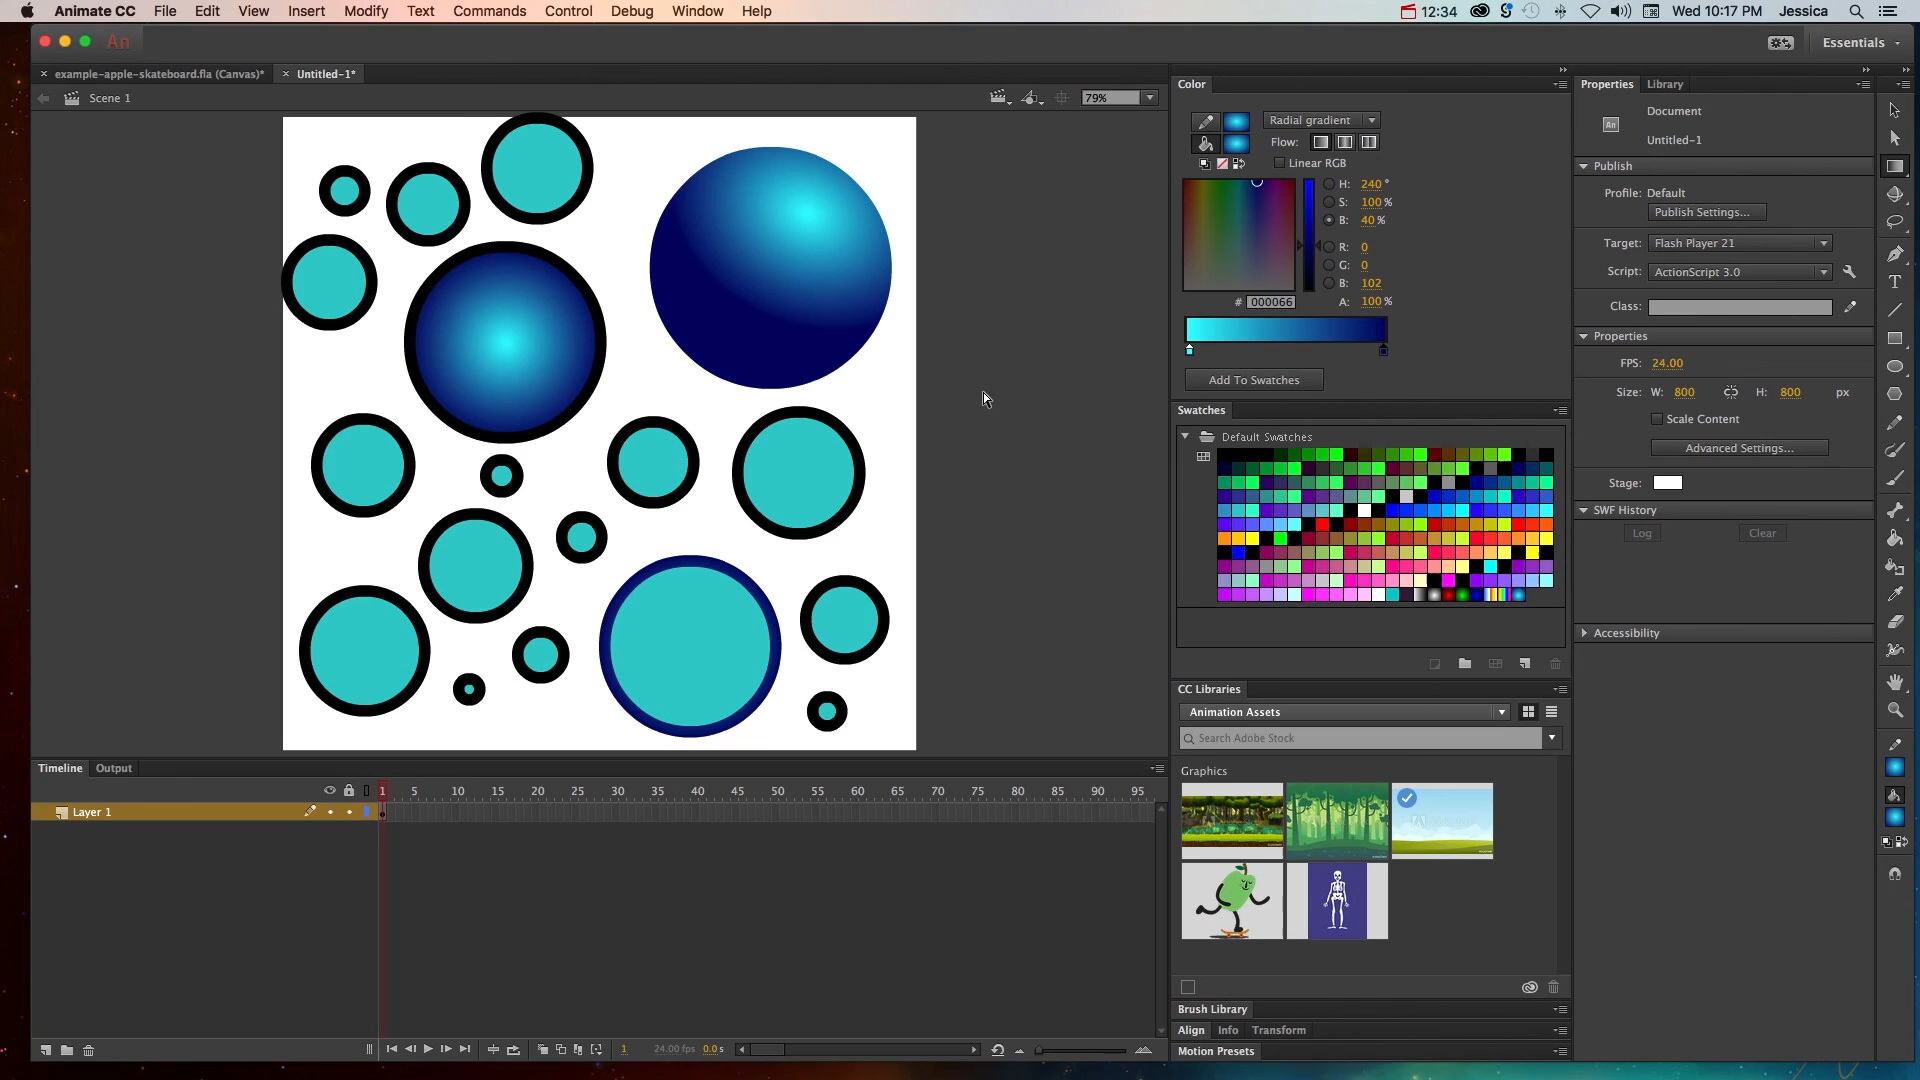 Animate CC File Edit View Insert Modify Text Commands Control Debug Window Help 12:34 Wed 10:17 PM Jessica
An Essentials
example-apple-skateboard.fla (Canvas)* Untitled-1*
Scene 1 79%
Color
Radial gradient
Flow:
Linear RGB
H: 240 °
S: 100 %
B: 40 %
R: 0
G: 0
B: 102
# 000066 A: 100 %
Add To Swatches
Swatches
Default Swatches
CC Libraries
Animation Assets
Search Adobe Stock
Graphics
Brush Library
Align Info Transform
Motion Presets
Properties Library
Document
An
Untitled-1
Publish
Profile: Default
Publish Settings...
Target: Flash Player 21
Script: ActionScript 3.0
Class:
Properties
FPS: 24.00
Size: W: 800 H: 800 px
Scale Content
Advanced Settings...
Stage:
SWF History
Log Clear
Accessibility
Timeline Output
1 5 10 15 20 25 30 35 40 45 50 55 60 65 70 75 80 85 90 95
Layer 1
1 24.00 fps 0.0 s